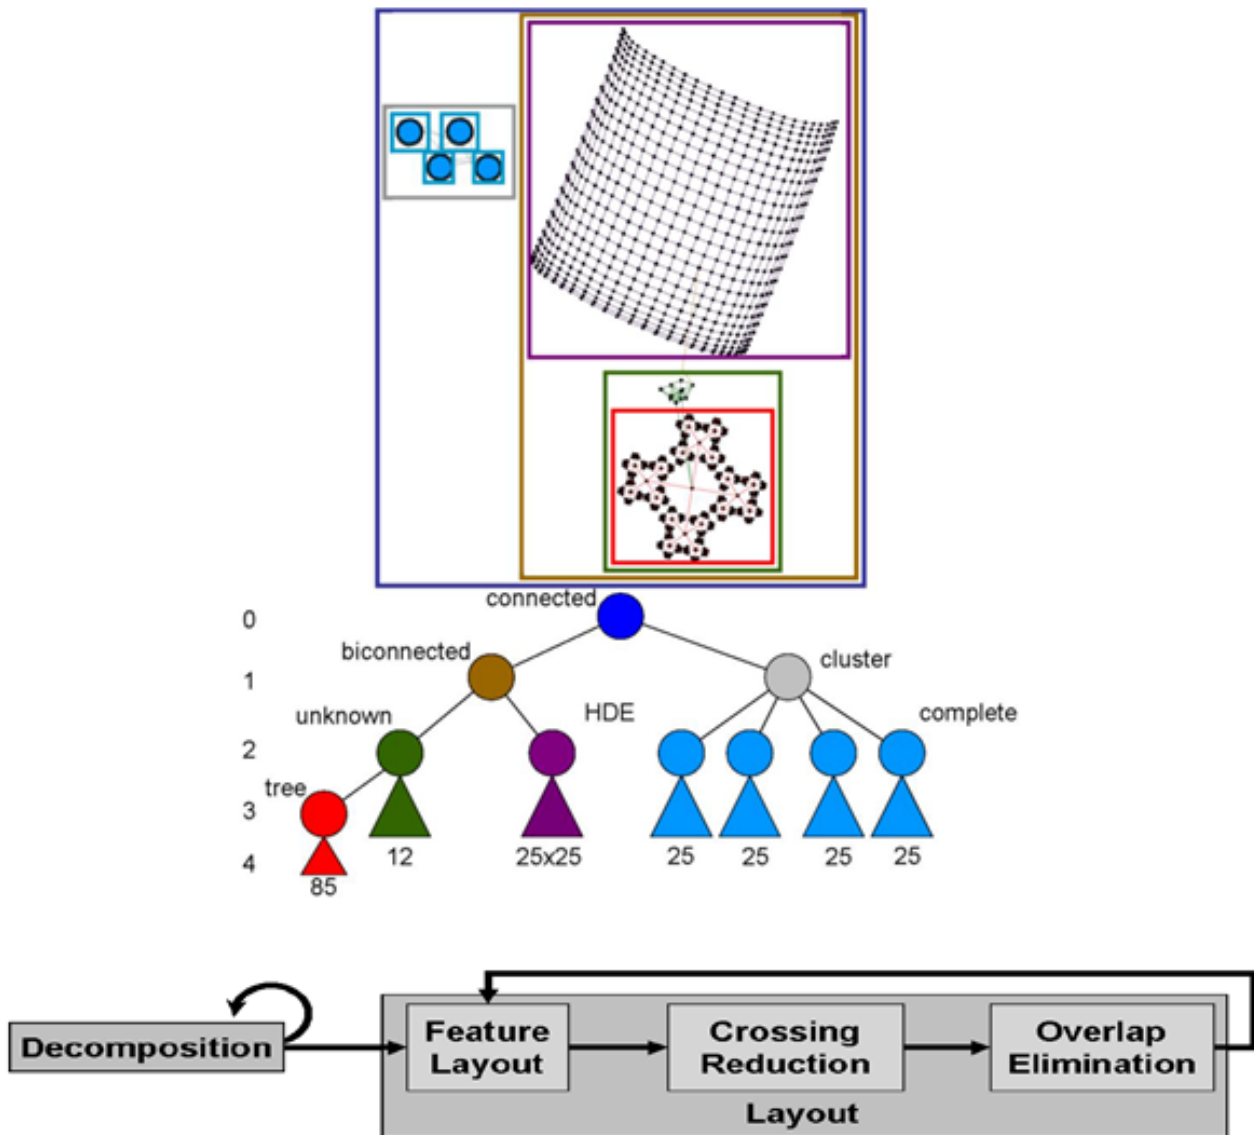 0
connected
1
biconnected
cluster
2
unknown
HDE
complete
3
tree
4
12
25x25
25
25
25
25
85
Decomposition
Feature
Layout
Crossing
Reduction
Overlap
Elimination
Layout